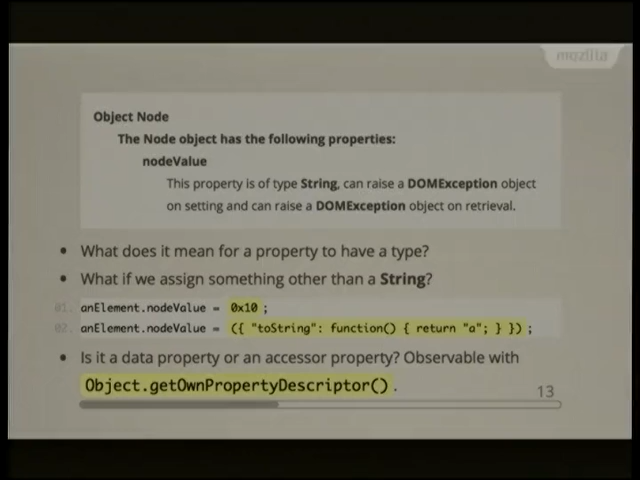 mozilla
Object Node
The Node object has the following properties:
nodeValue
This property is of type String, can raise a DOMException object
on setting and can raise a DOMException object on retrieval.
• What does it mean for a property to have a type?
• What if we assign something other than a String?
01. anElement.nodeValue = 0x10 ;
02. anElement.nodeValue = ({ "toString": function() { return "a"; } }) ;
• Is it a data property or an accessor property? Observable with
Object.getOwnPropertyDescriptor() .
13